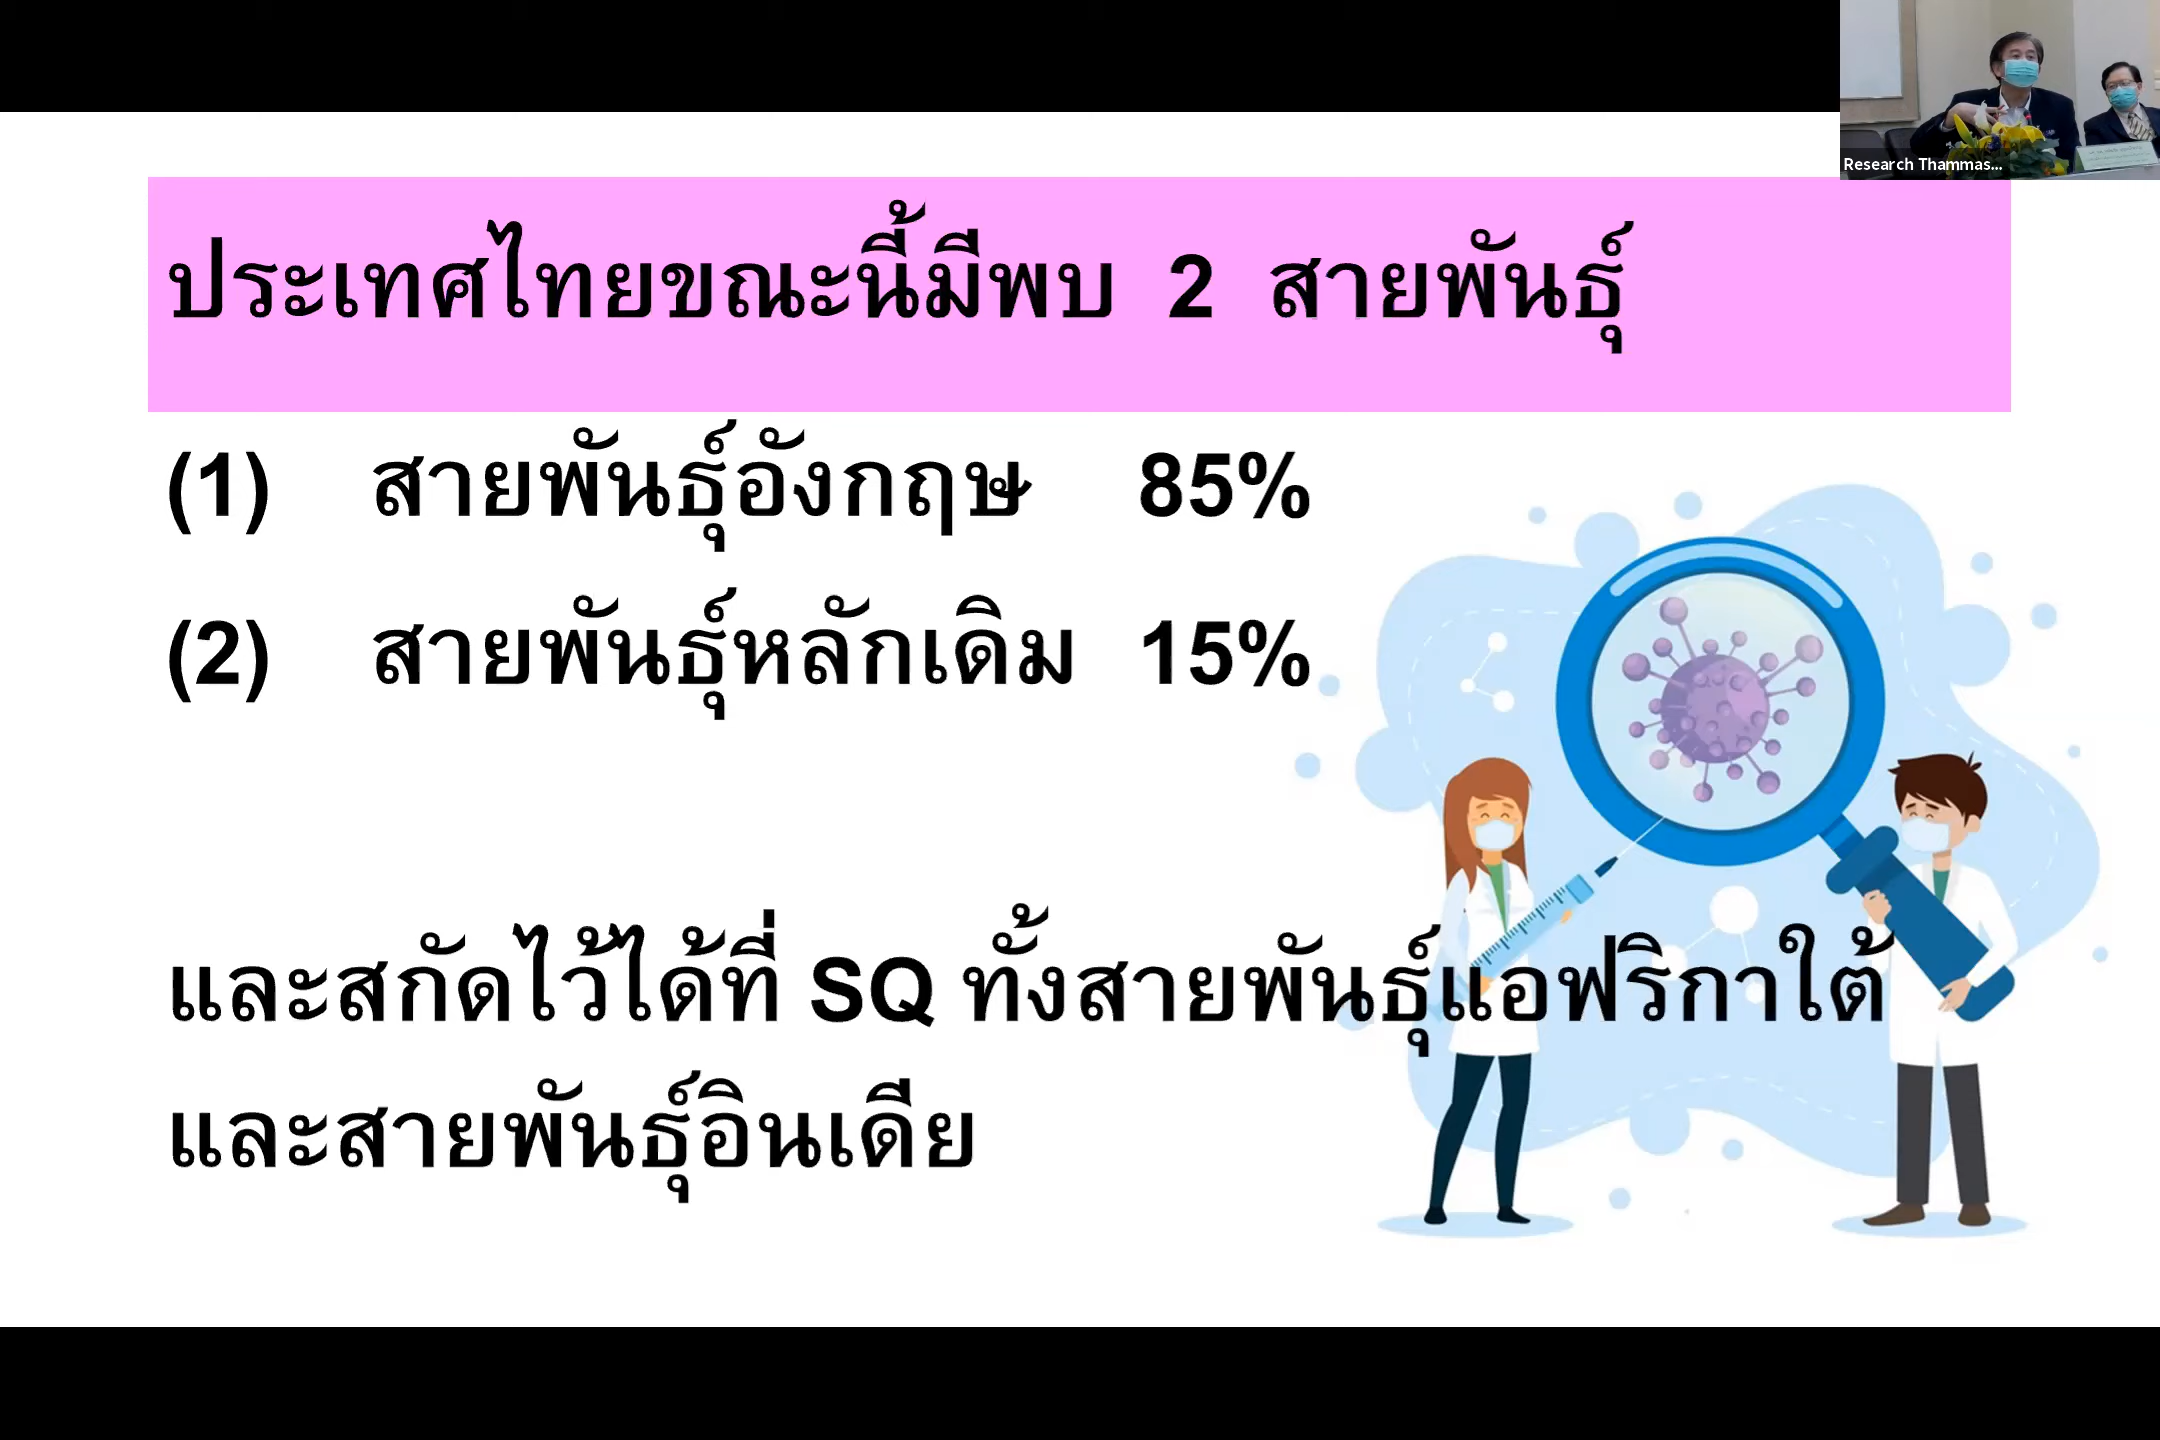 Research Thammas...
ประเทศไทยขณะนี้มีพบ 2 สายพันธุ์
(1) สายพันธุ์อังกฤษ 85%
(2) สายพันธุ์หลักเดิม 15%
และสกัดไว้ได้ที่ SQ ทั้งสายพันธุ์แอฟริกาใต้
และสายพันธุ์อินเดีย